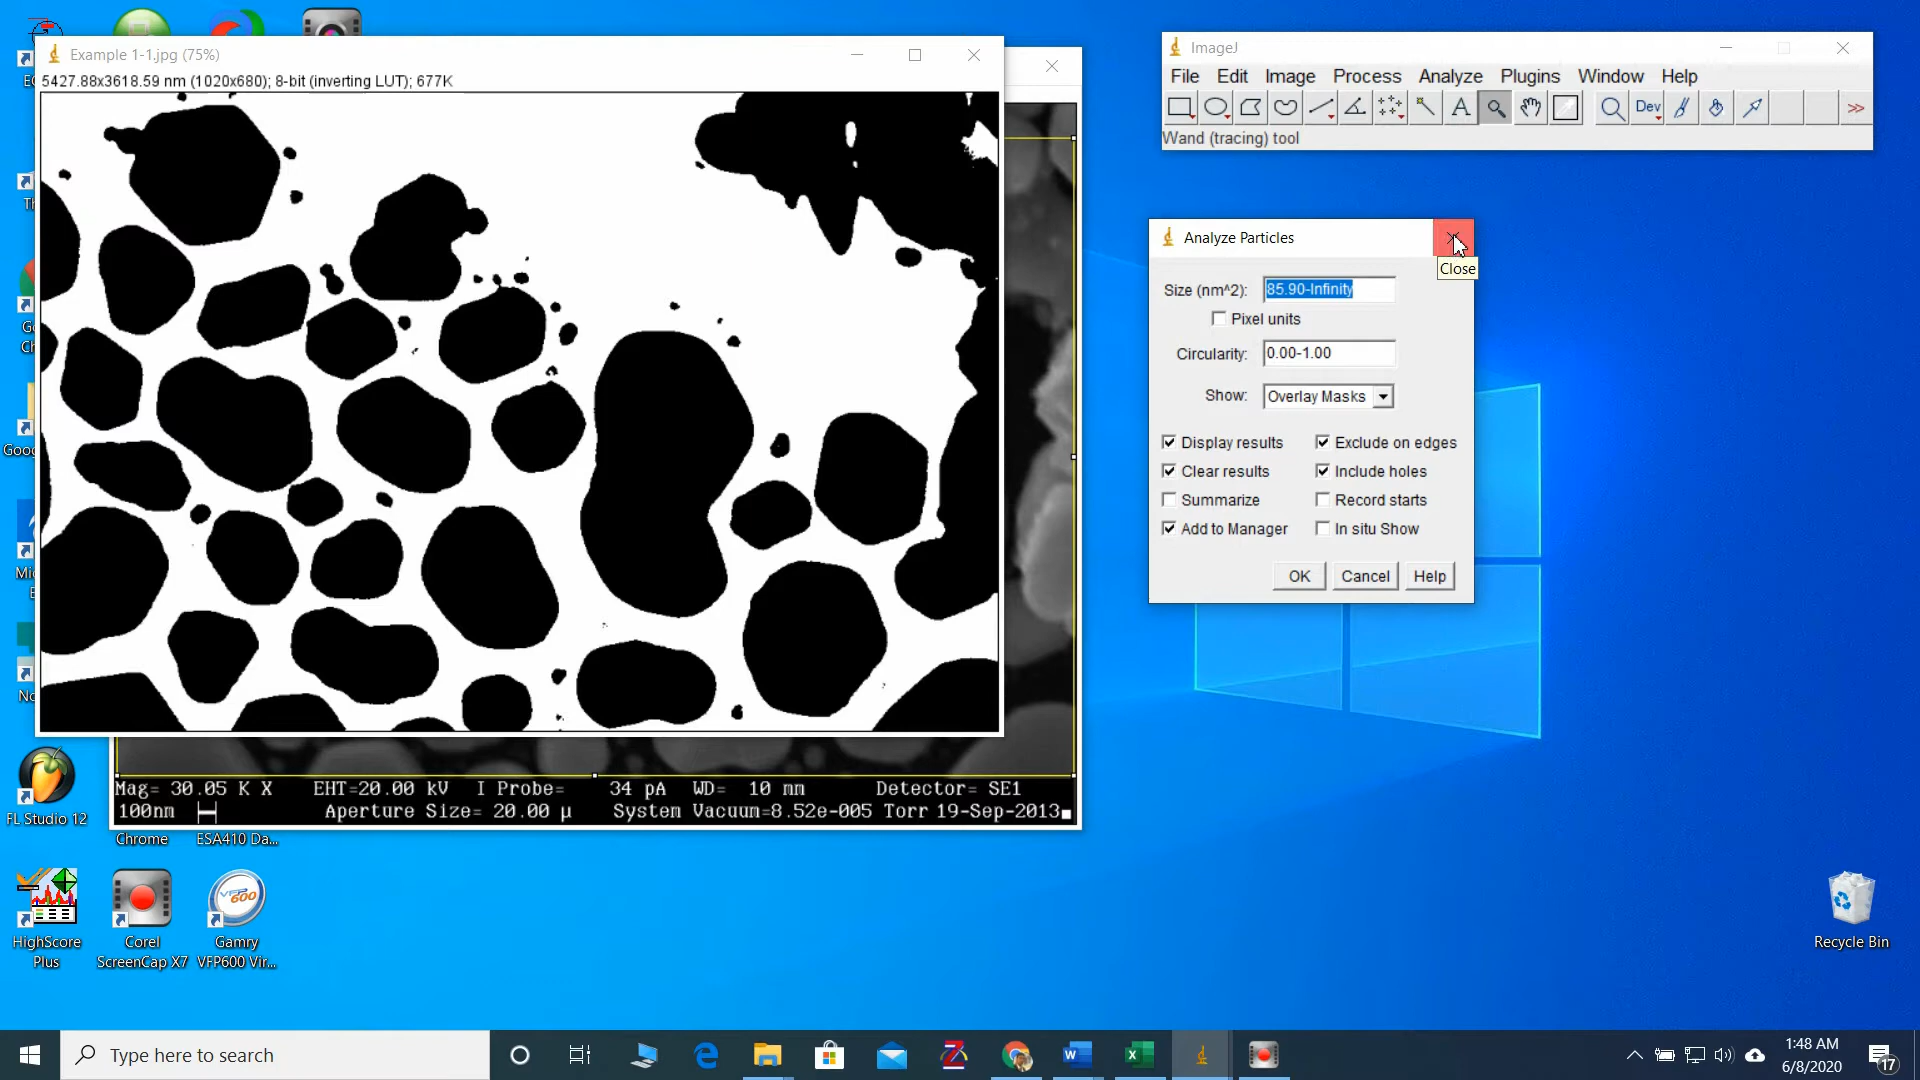 Example 1-1.jpg (75%)
5427.88x3618.59 nm (1020x680); 8-bit (inverting LUT); 677K
ImageJ
File Edit Image Process Analyze Plugins Window Help
Dev
>>
Wand (tracing) tool
Analyze Particles
Close
Size (nm^2): 85.90-Infinity
Pixel units
Circularity: 0.00-1.00
Show: Overlay Masks
Display results Exclude on edges
Clear results Include holes
Summarize Record starts
Add to Manager In situ Show
OK Cancel Help
Mag= 30.05 K X EHT=20.00 kV I Probe= 34 pA WD= 10 mm Detector= SE1
100nm Aperture Size= 20.00 µ System Vacuum=8.52e-005 Torr 19-Sep-2013
FL Studio 12
Chrome
ESA410 Da...
HighScore
Plus
Corel
ScreenCap X7
VFP
600
Gamry
VFP600 Vir...
Recycle Bin
Type here to search
1:48 AM
6/8/2020
17